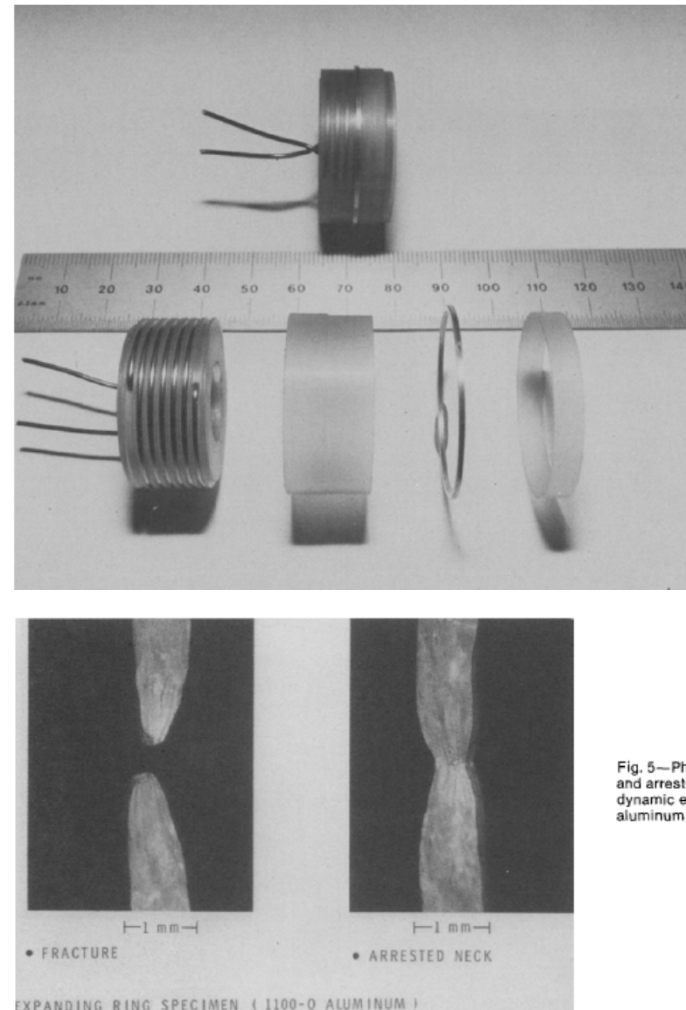 10 20 30 40 50 60 70 80 90 100 110 120 130 14
Fig. 5—Ph
and arrest
dynamic e
aluminum
1 mm 1 mm
• FRACTURE • ARRESTED NECK
EXPANDING RING SPECIMEN ( 1100-O ALUMINUM )